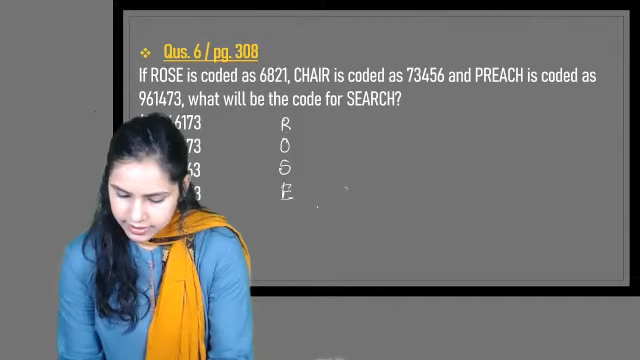 ❖ Qus. 6 / pg. 308
If ROSE is coded as 6821, CHAIR is coded as 73456 and PREACH is coded as
961473, what will be the code for SEARCH?
6173
R
73
O
63
S
3
E